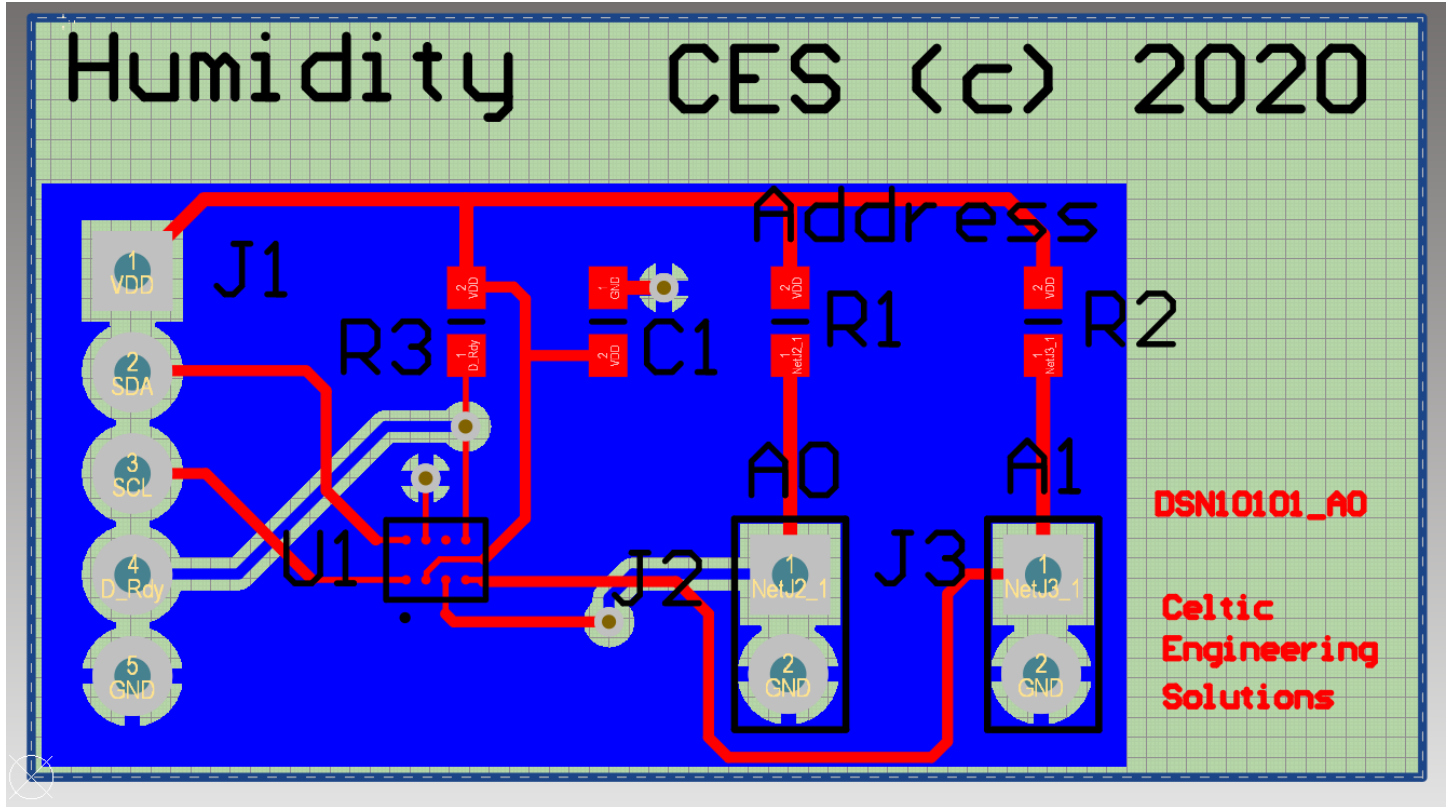 Humidity CES (c) 2020
Address
1
VDD
J1
2
VDD
1
GND
2
VDD
2
VDD
R3
C1
R1
R2
1
D_Rdy
2
VDD
1
NetJ2_1
1
NetJ3_1
2
SDA
3
SCL
A0
A1
DSN10101_A0
4
D_Rdy
U1
J2
1
NetJ2_1
J3
1
NetJ3_1
Celtic
Engineering
Solutions
5
GND
2
GND
2
GND